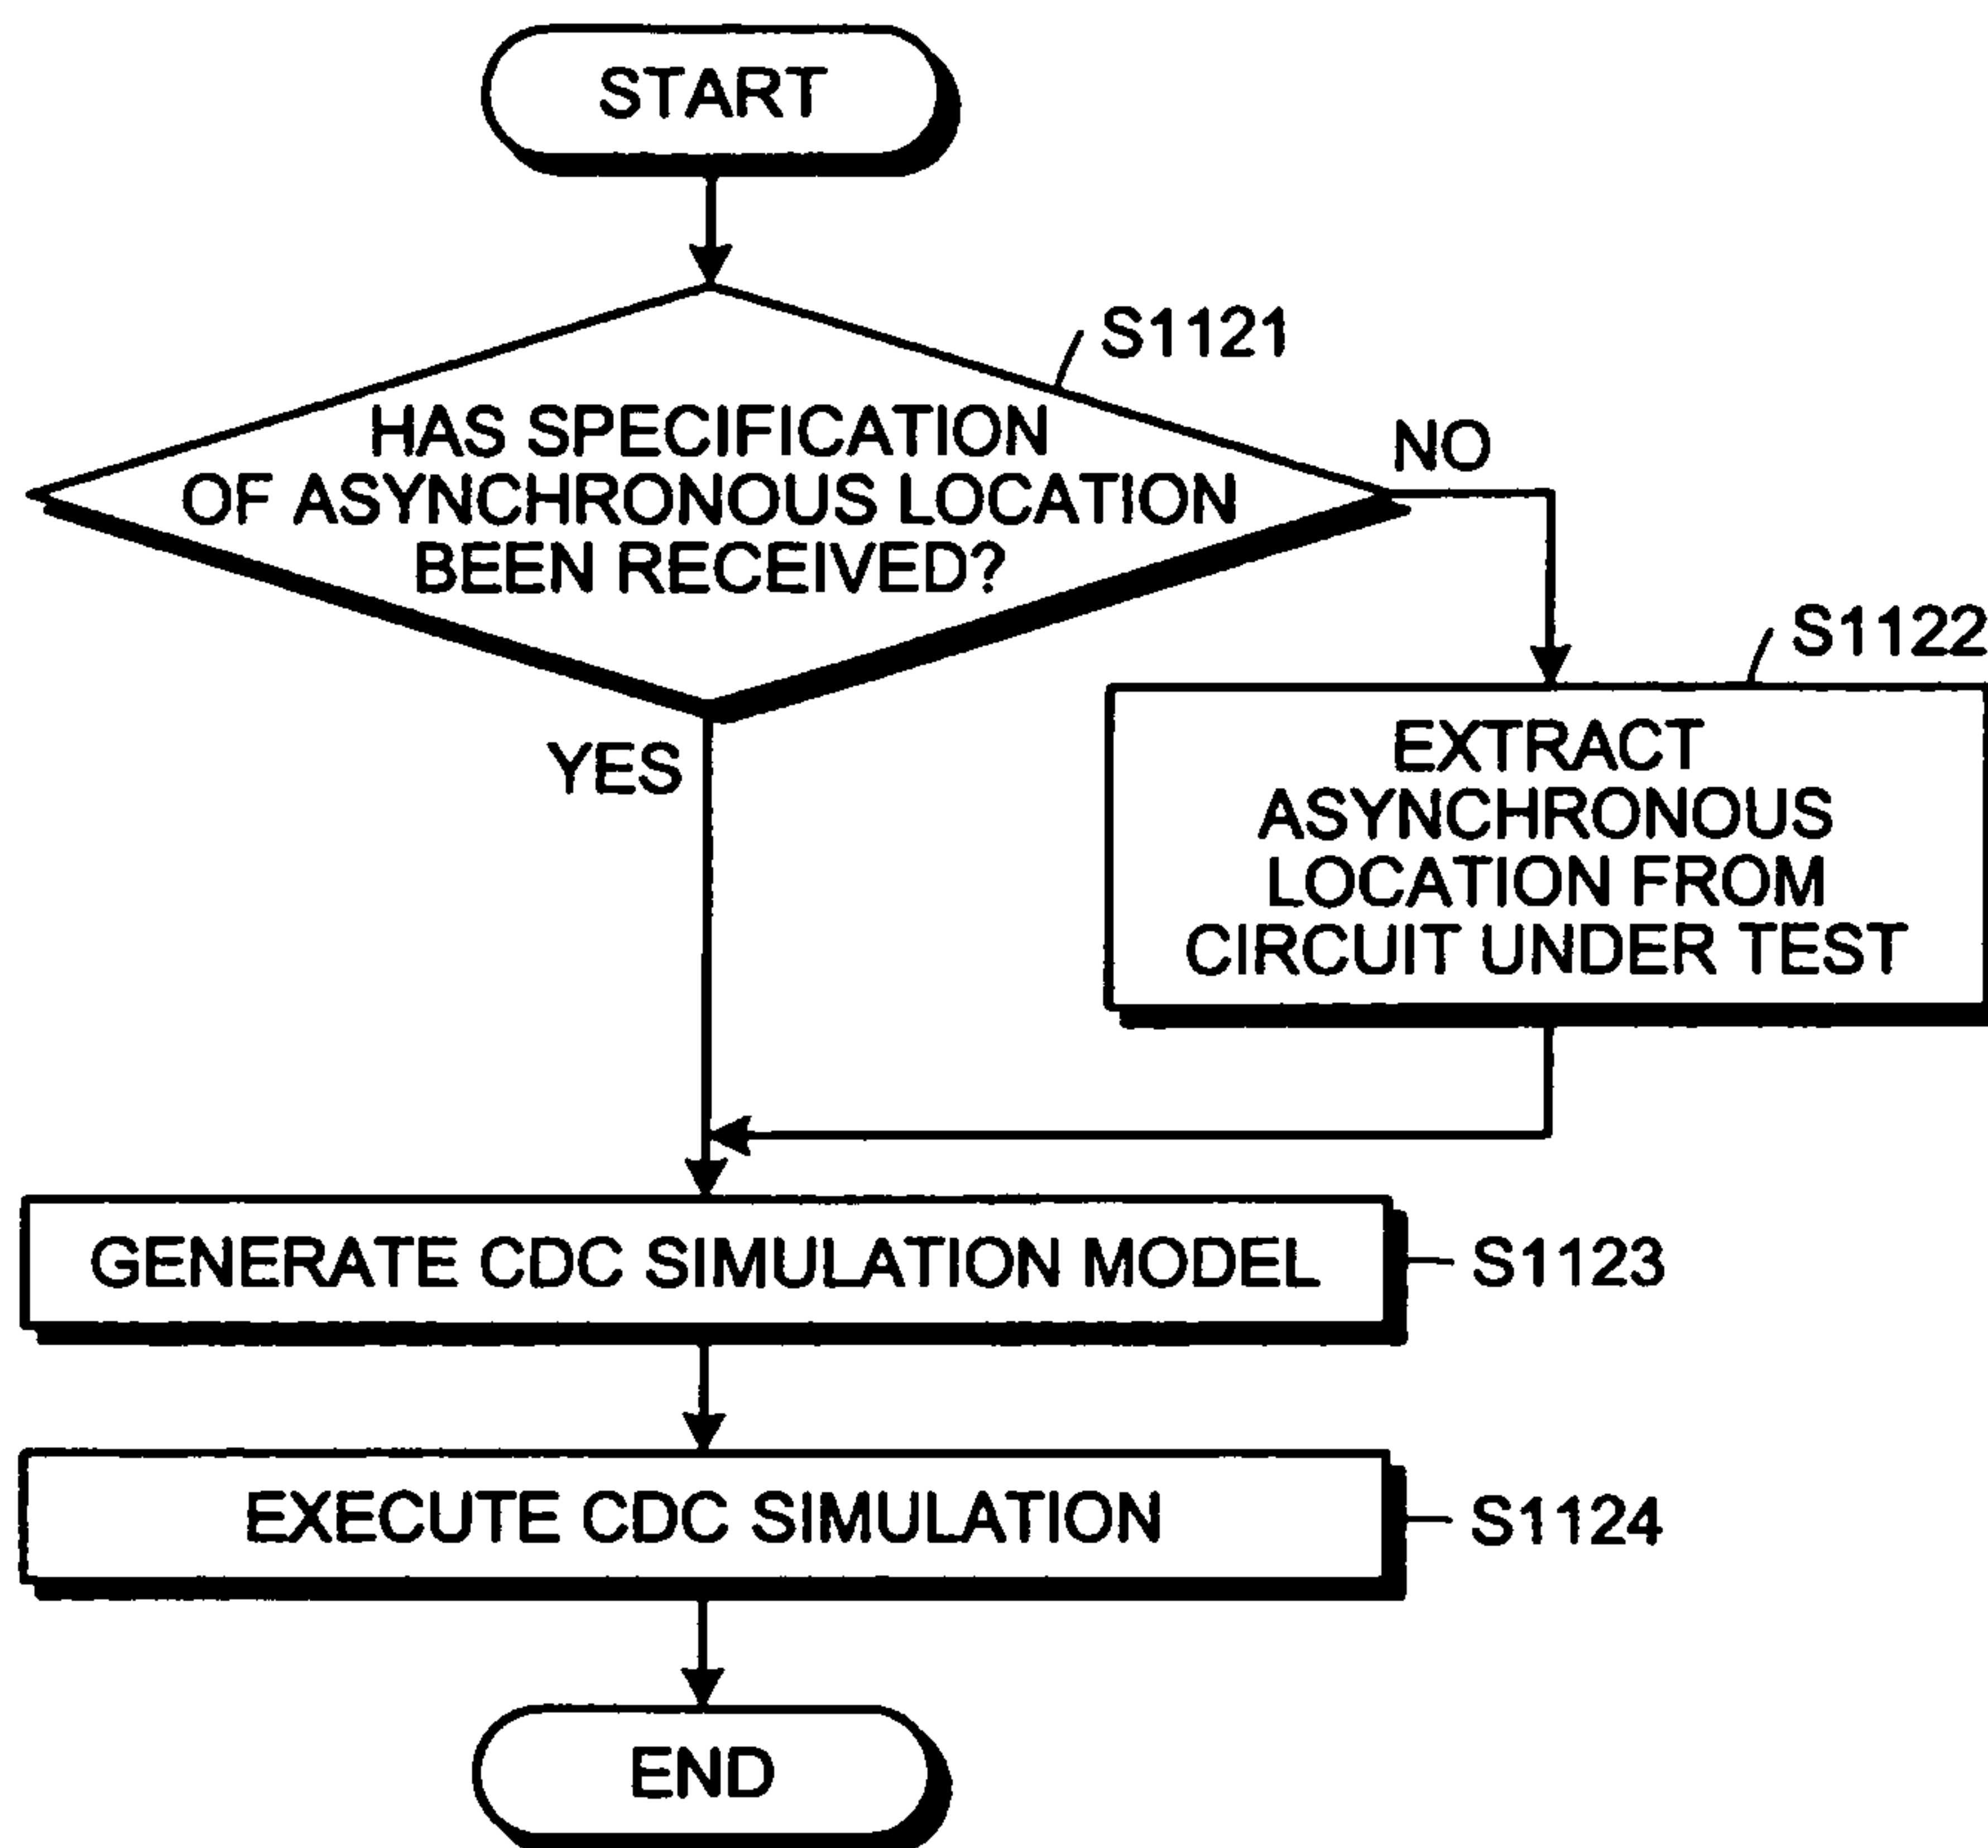 START
S1121
HAS SPECIFICATION
OF ASYNCHRONOUS LOCATION
BEEN RECEIVED?
NO
YES
S1122
EXTRACT
ASYNCHRONOUS
LOCATION FROM
CIRCUIT UNDER TEST
GENERATE CDC SIMULATION MODEL
S1123
EXECUTE CDC SIMULATION
S1124
END